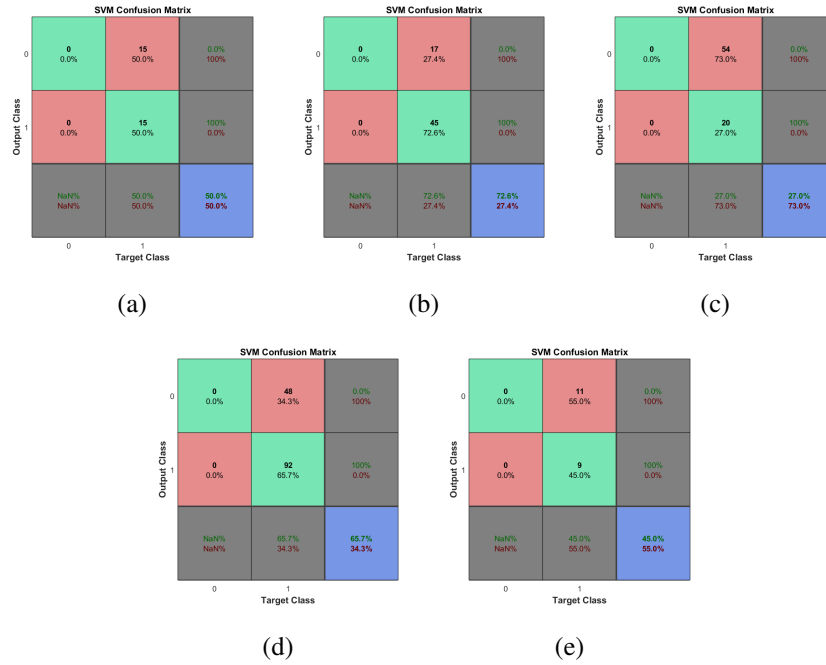 SVM Confusion Matrix
0 15 0.0%
0 0.0% 50.0% 100%
0 15 100%
1 0.0% 50.0% 0.0%
NaN% 50.0% 50.0%
NaN% 50.0% 50.0%
0 1
Target Class
Output Class
(a)
SVM Confusion Matrix
0 17 0.0%
0 0.0% 27.4% 100%
0 45 100%
1 0.0% 72.6% 0.0%
NaN% 72.6% 72.6%
NaN% 27.4% 27.4%
0 1
Target Class
Output Class
(b)
SVM Confusion Matrix
0 54 0.0%
0 0.0% 73.0% 100%
0 20 100%
1 0.0% 27.0% 0.0%
NaN% 27.0% 27.0%
NaN% 73.0% 73.0%
0 1
Target Class
Output Class
(c)
SVM Confusion Matrix
0 48 0.0%
0 0.0% 34.3% 100%
0 92 100%
1 0.0% 65.7% 0.0%
NaN% 65.7% 65.7%
NaN% 34.3% 34.3%
0 1
Target Class
Output Class
(d)
SVM Confusion Matrix
0 11 0.0%
0 0.0% 55.0% 100%
0 9 100%
1 0.0% 45.0% 0.0%
NaN% 45.0% 45.0%
NaN% 55.0% 55.0%
0 1
Target Class
Output Class
(e)